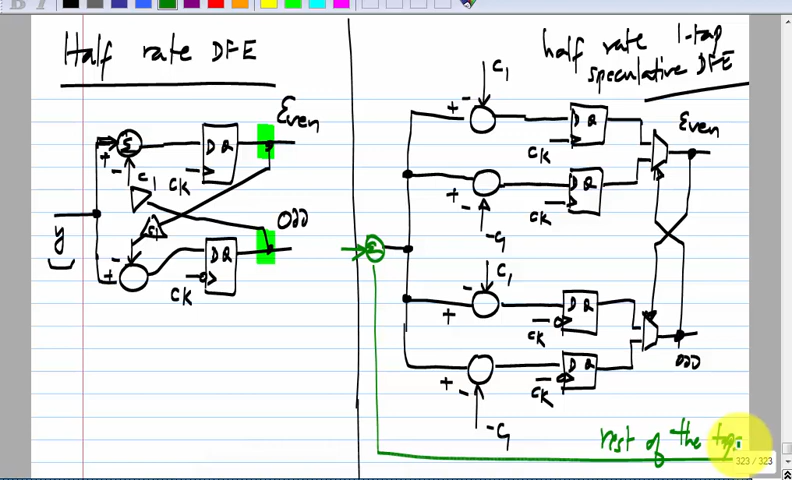 Half rate DFE
half rate 1-tap
speculative DFE
Even
D Q
CK
+
-
C1
y
C1
Odd
-
+
D Q
CK
C1
+ -
D Q
CK
Even
D Q
+
-
CK
-C1
Σ
C1
-
+
D Q
CK
odd
D Q
+
-
CK
-C1
rest of the
323 / 323